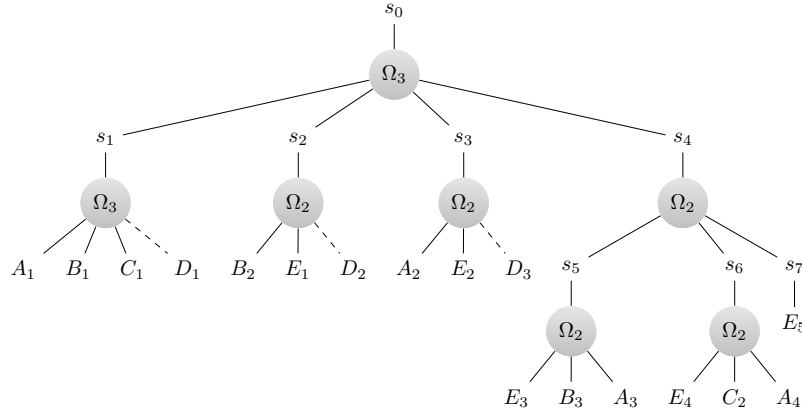 s₀
Ω₃
s₁ s₂ s₃ s₄
Ω₃ Ω₂ Ω₂ Ω₂
A₁ B₁ C₁ D₁ B₂ E₁ D₂ A₂ E₂ D₃ s₅ s₆ s₇
Ω₂ Ω₂ E₅
E₃ B₃ A₃ E₄ C₂ A₄